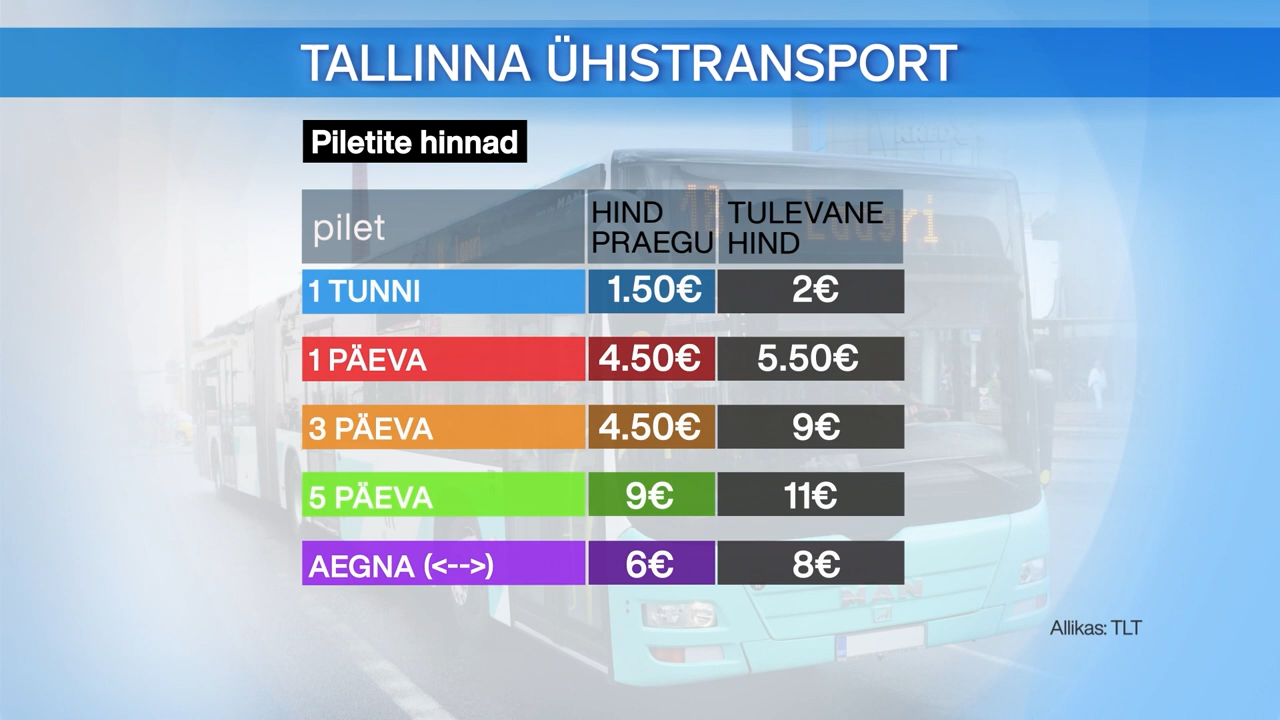 TALLINNA ÜHISTRANSPORT
Piletite hinnad
pilet HIND PRAEGU TULEVANE HIND
1 TUNNI 1.50€ 2€
1 PÄEVA 4.50€ 5.50€
3 PÄEVA 4.50€ 9€
5 PÄEVA 9€ 11€
AEGNA (<-->) 6€ 8€
MAN
Allikas: TLT